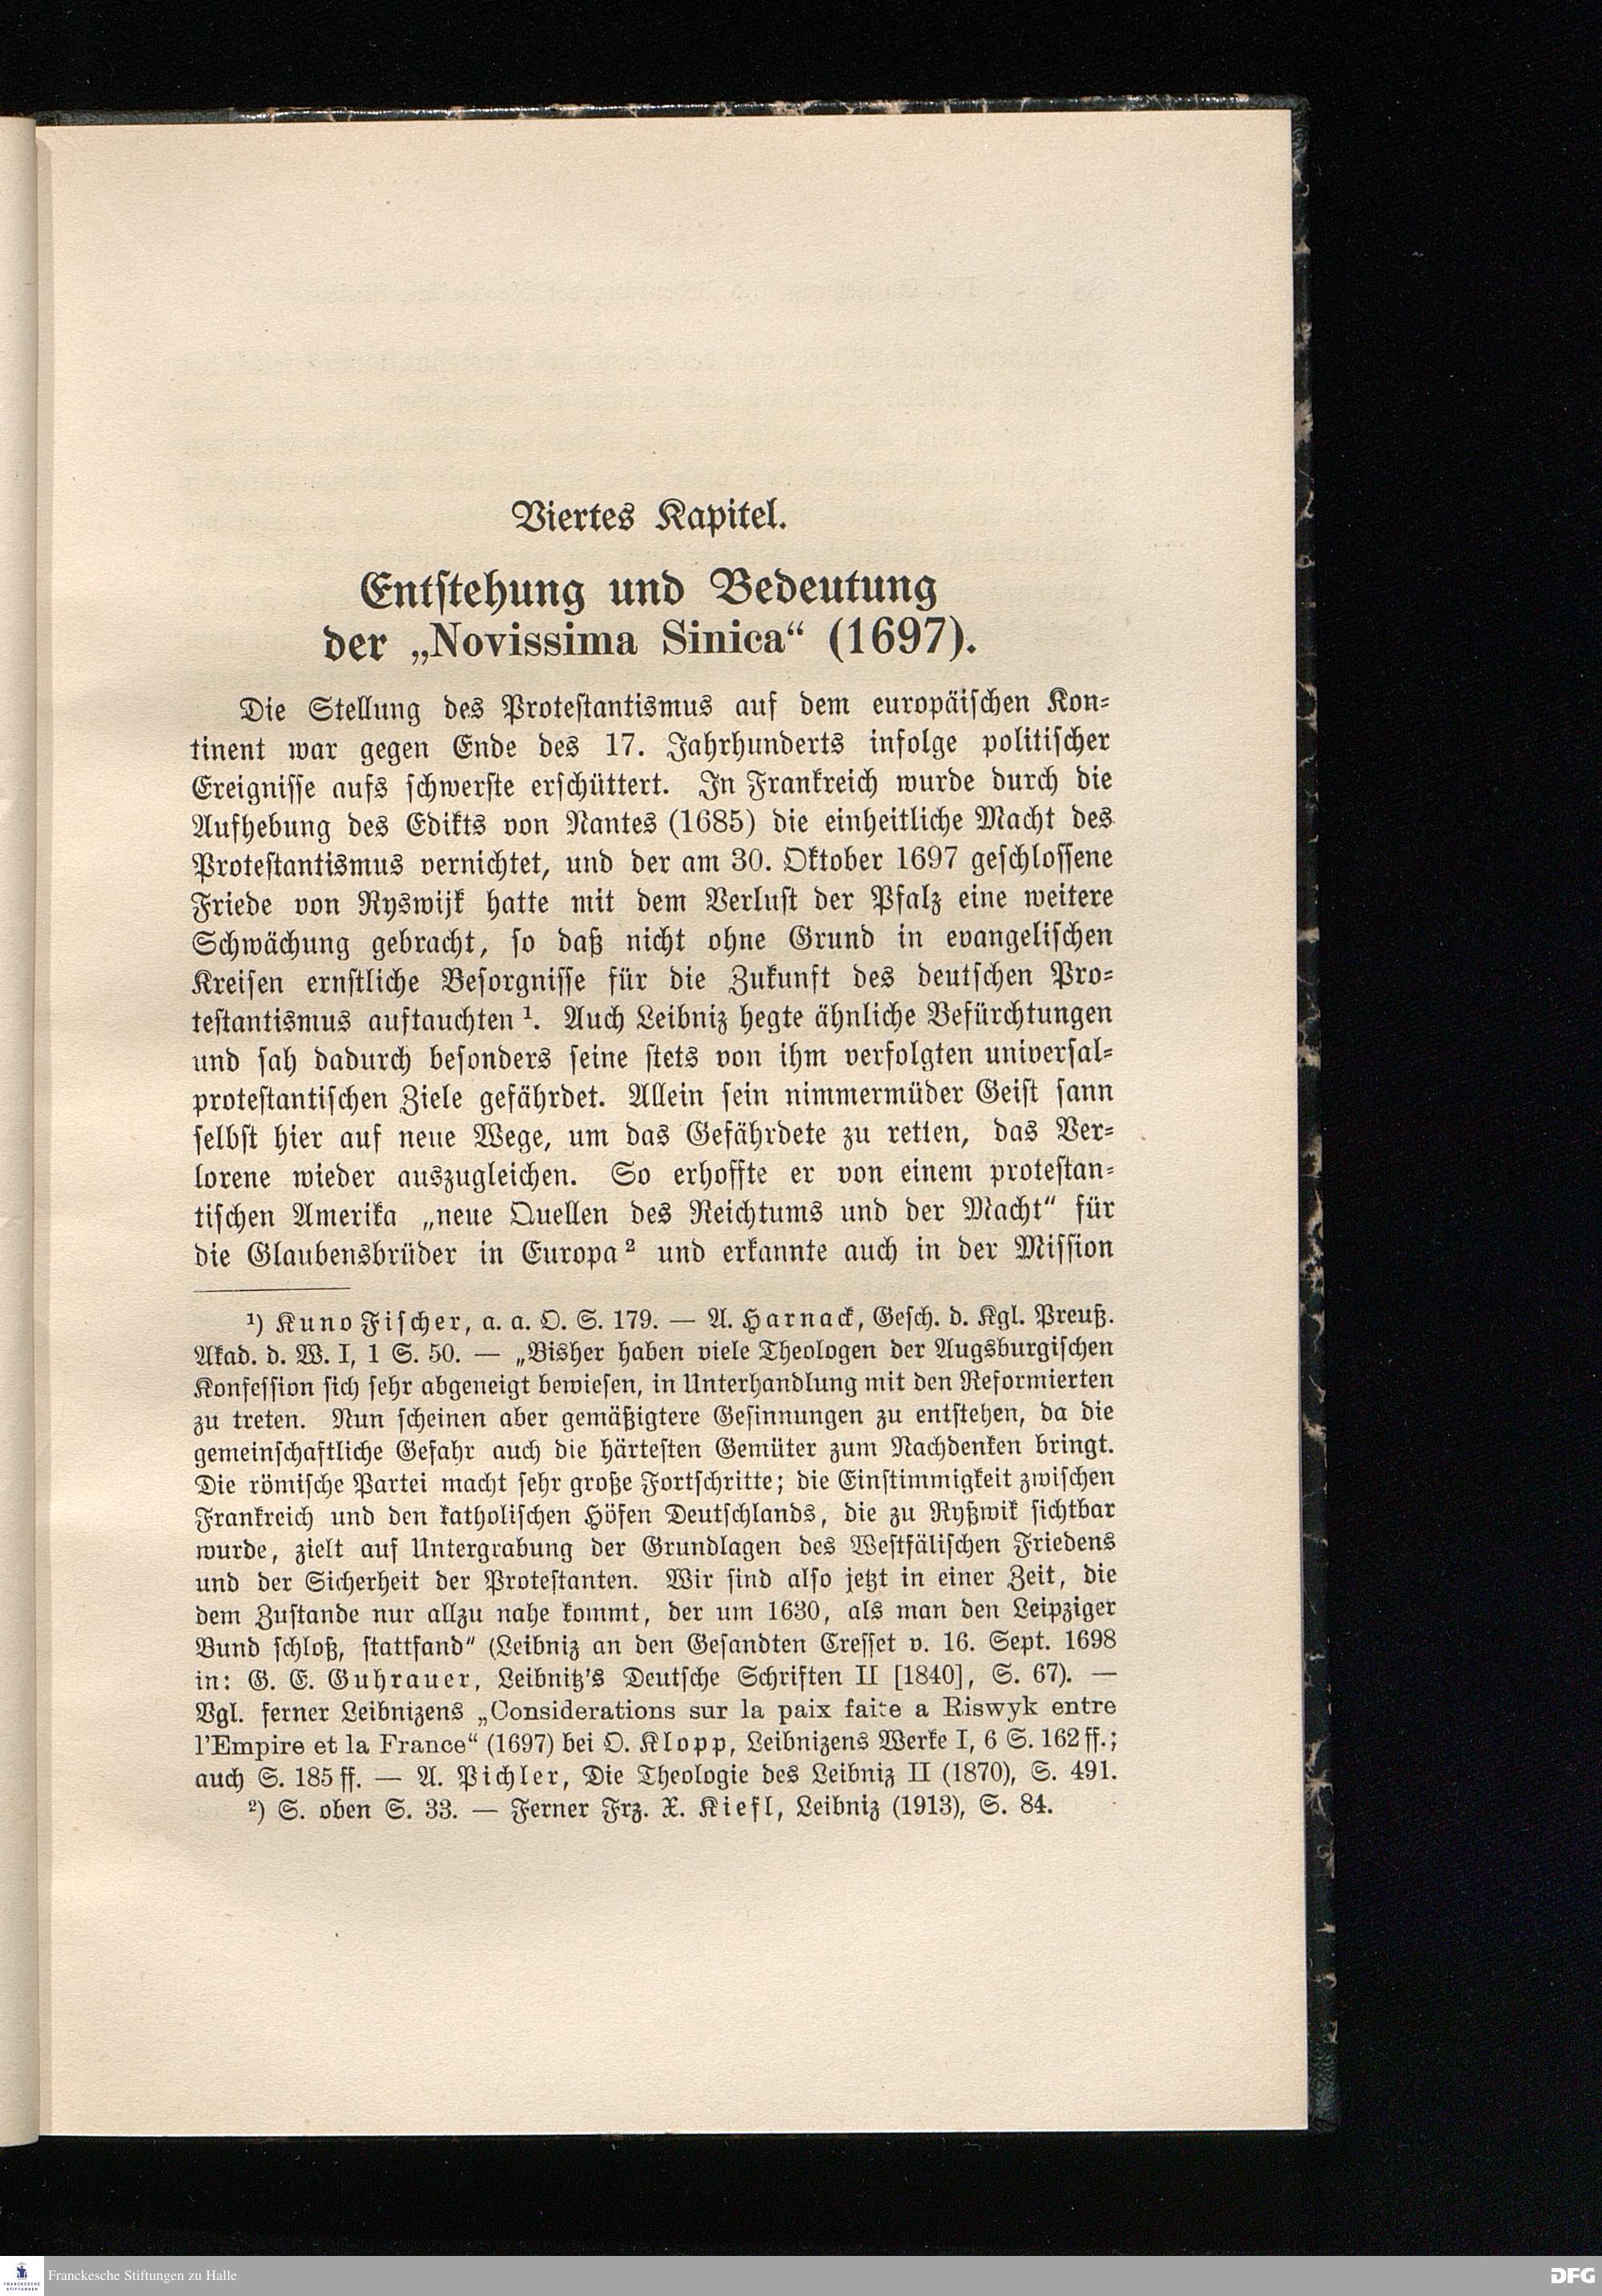 Viertes Kapitel.
Entstehung und Bedeutung
der „Novissima Sinica“ (1697).
Die Stellung des Protestantismus auf dem europäischen Kon-
tinent war gegen Ende des 17. Jahrhunderts infolge politischer
Ereignisse aufs schwerste erschüttert. In Frankreich wurde durch die
Aufhebung des Edikts von Nantes (1685) die einheitliche Macht des
Protestantismus vernichtet, und der am 30. Oktober 1697 geschlossene
Friede von Ryswijk hatte mit dem Verlust der Pfalz eine weitere
Schwächung gebracht, so daß nicht ohne Grund in evangelischen
Kreisen ernstliche Besorgnisse für die Zukunft des deutschen Pro-
testantismus auftauchten ¹. Auch Leibniz hegte ähnliche Befürchtungen
und sah dadurch besonders seine stets von ihm verfolgten universal-
protestantischen Ziele gefährdet. Allein sein nimmermüder Geist sann
selbst hier auf neue Wege, um das Gefährdete zu retten, das Ver-
lorene wieder auszugleichen. So erhoffte er von einem protestan-
tischen Amerika „neue Quellen des Reichtums und der Macht“ für
die Glaubensbrüder in Europa ² und erkannte auch in der Mission
¹) Kuno Fischer, a. a. O. S. 179. — A. Harnack, Gesch. d. Kgl. Preuß.
Akad. d. W. I, 1 S. 50. — „Bisher haben viele Theologen der Augsburgischen
Konfession sich sehr abgeneigt bewiesen, in Unterhandlung mit den Reformierten
zu treten. Nun scheinen aber gemäßigtere Gesinnungen zu entstehen, da die
gemeinschaftliche Gefahr auch die härtesten Gemüter zum Nachdenken bringt.
Die römische Partei macht sehr große Fortschritte; die Einstimmigkeit zwischen
Frankreich und den katholischen Höfen Deutschlands, die zu Ryßwik sichtbar
wurde, zielt auf Untergrabung der Grundlagen des Westfälischen Friedens
und der Sicherheit der Protestanten. Wir sind also jetzt in einer Zeit, die
dem Zustande nur allzu nahe kommt, der um 1630, als man den Leipziger
Bund schloß, stattfand“ (Leibniz an den Gesandten Cresset v. 16. Sept. 1698
in: G. E. Guhrauer, Leibnitz's Deutsche Schriften II [1840], S. 67). —
Vgl. ferner Leibnizens „Considerations sur la paix faite a Riswyk entre
l'Empire et la France“ (1697) bei O. Klopp, Leibnizens Werke I, 6 S. 162 ff.;
auch S. 185 ff. — A. Pichler, Die Theologie des Leibniz II (1870), S. 491.
²) S. oben S. 33. — Ferner Frz. X. Kiefl, Leibniz (1913), S. 84.
FRANCKESCHE STIFTUNGEN
Franckesche Stiftungen zu Halle
DFG